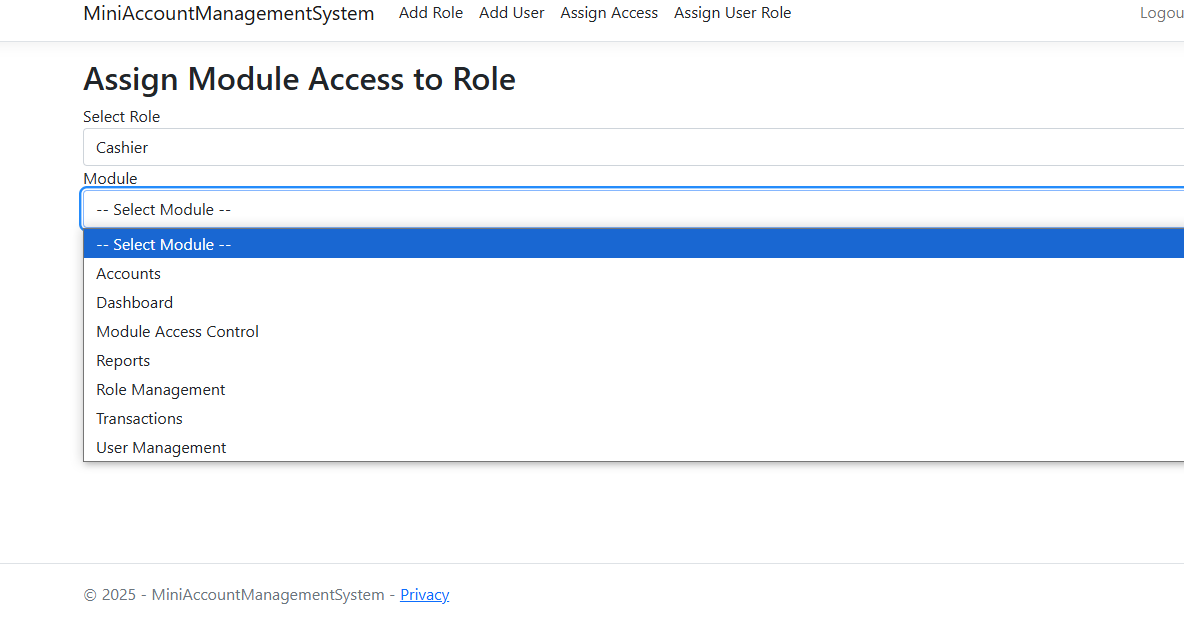 MiniAccountManagementSystem Add Role Add User Assign Access Assign User Role Logou
Assign Module Access to Role
Select Role
Cashier
Module
-- Select Module --
-- Select Module --
Accounts
Dashboard
Module Access Control
Reports
Role Management
Transactions
User Management
© 2025 - MiniAccountManagementSystem - Privacy